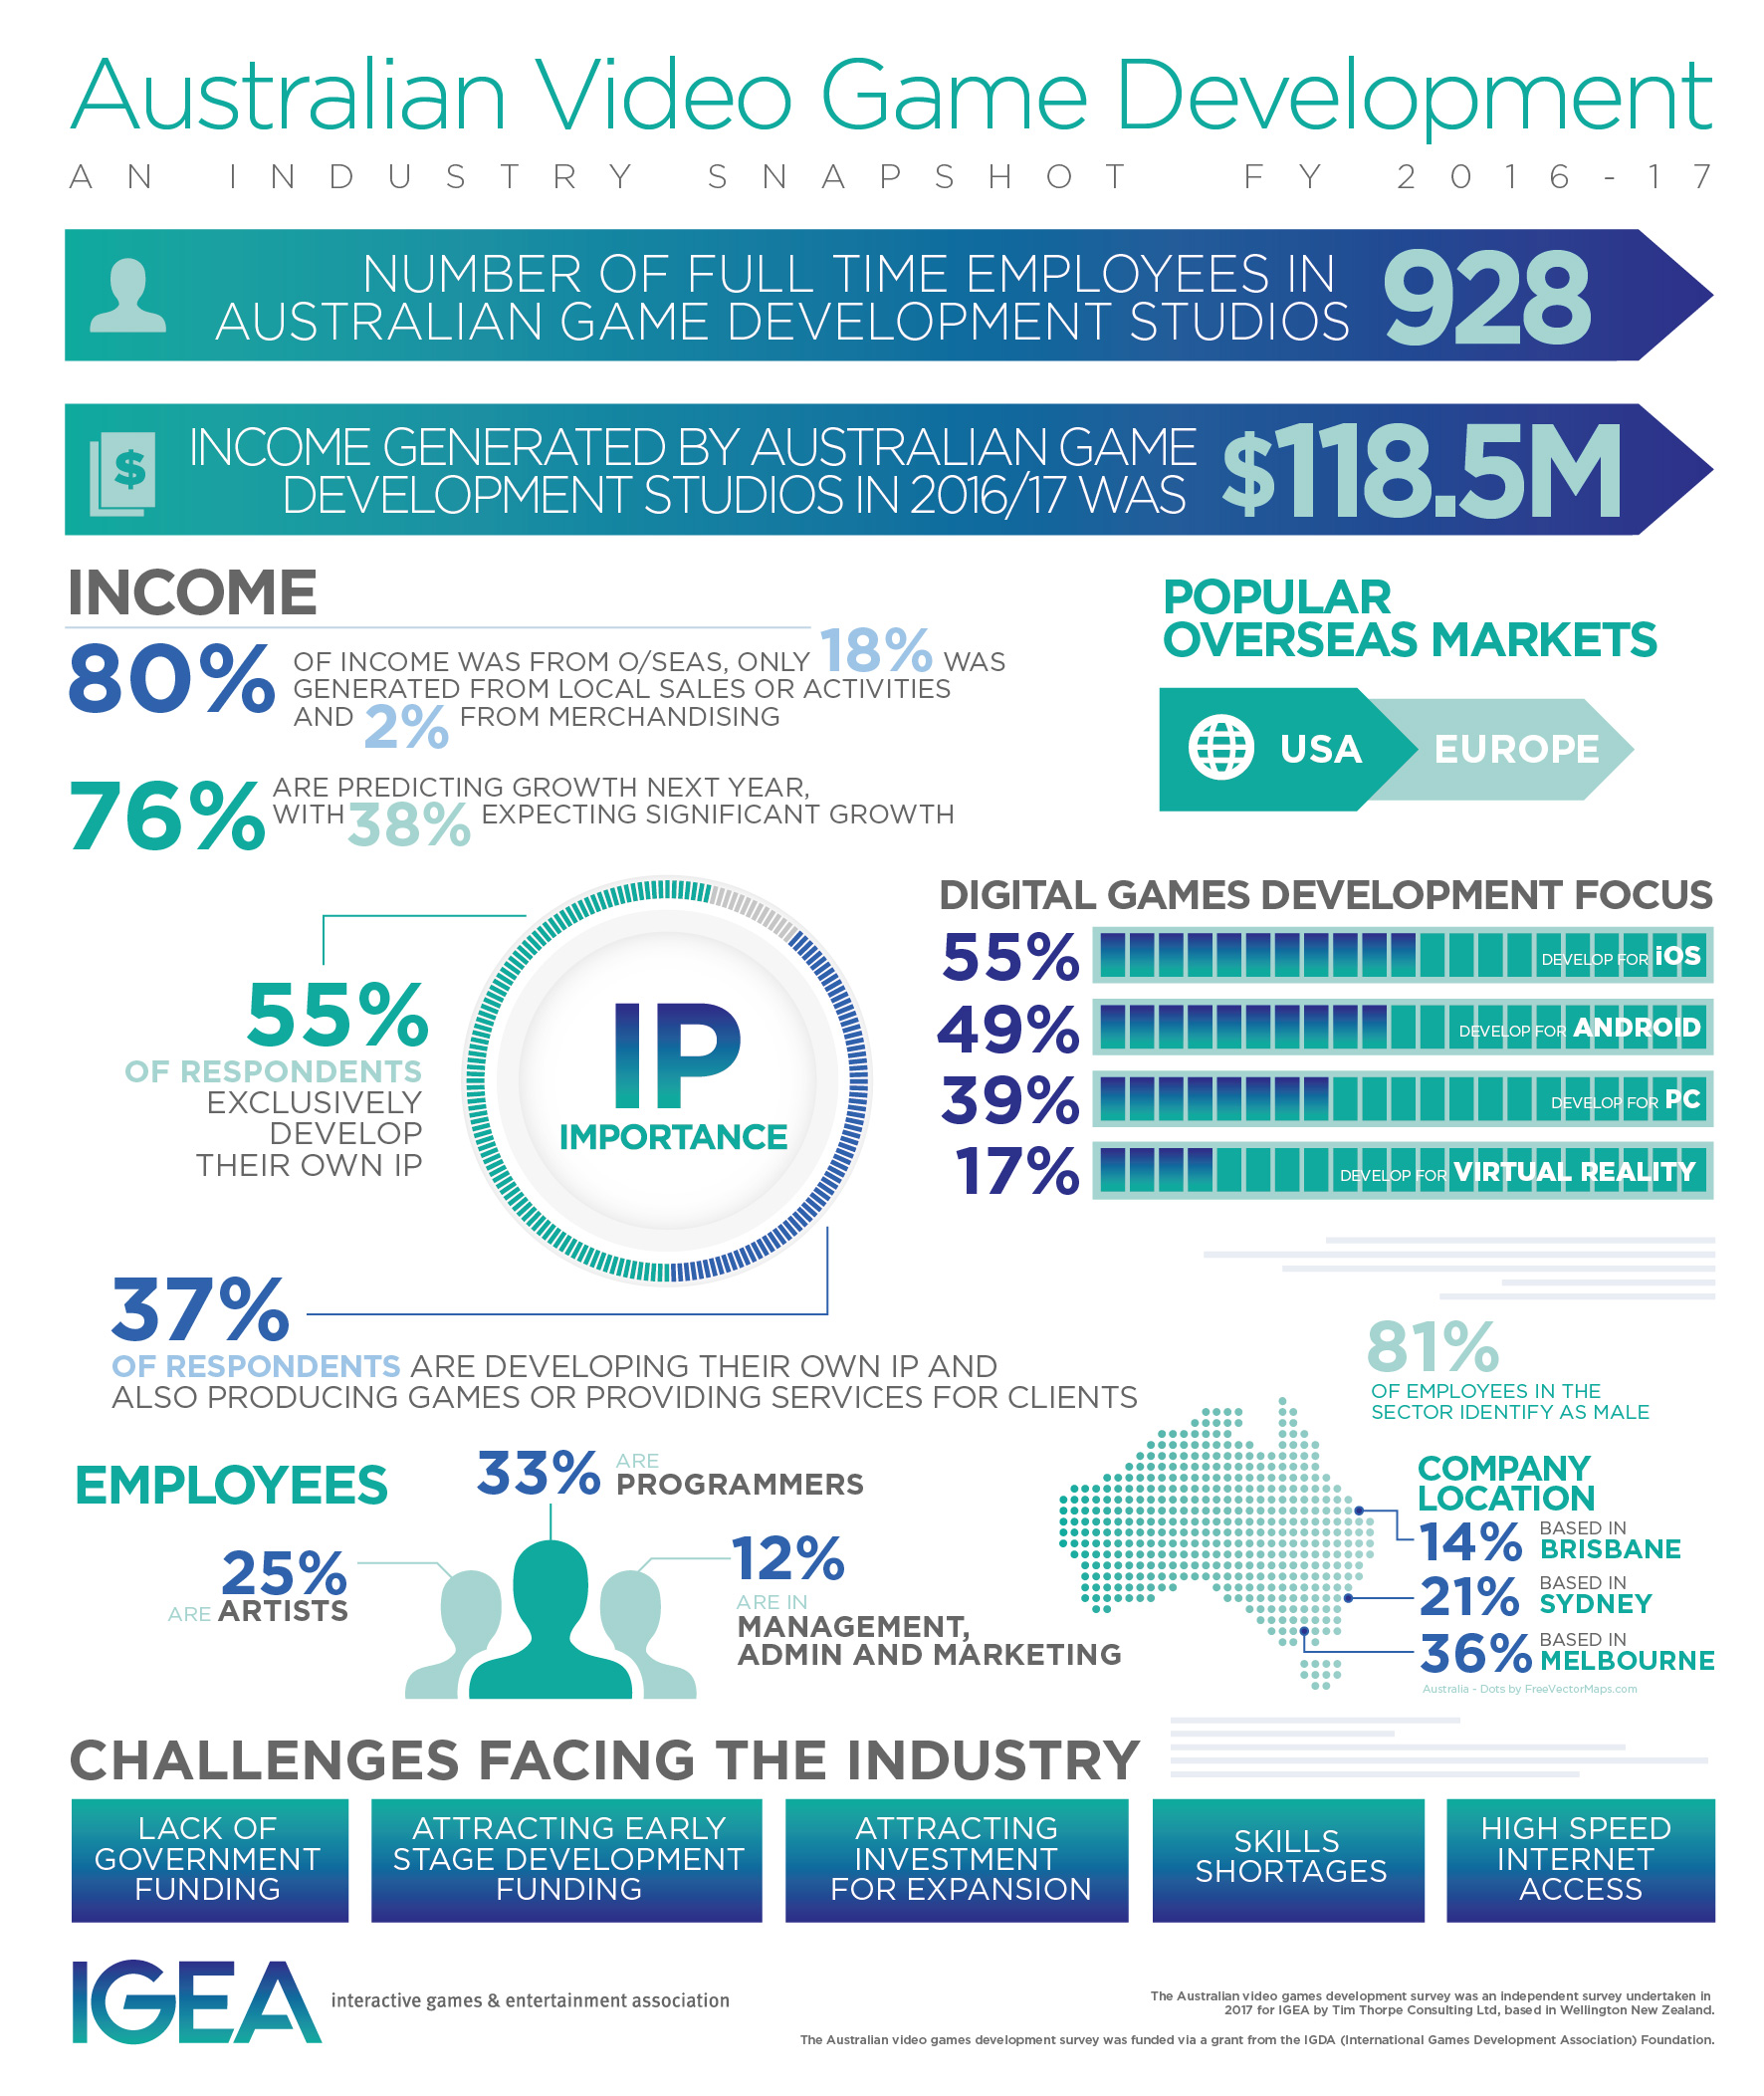 Australian Video Game Development
AN INDUSTRY SNAPSHOT FY 2016-17
NUMBER OF FULL TIME EMPLOYEES IN
AUSTRALIAN GAME DEVELOPMENT STUDIOS
928
$
INCOME GENERATED BY AUSTRALIAN GAME
DEVELOPMENT STUDIOS IN 2016/17 WAS
$118.5M
INCOME
80%
OF INCOME WAS FROM O/SEAS, ONLY 18% WAS
GENERATED FROM LOCAL SALES OR ACTIVITIES
AND 2% FROM MERCHANDISING
76%
ARE PREDICTING GROWTH NEXT YEAR,
WITH 38% EXPECTING SIGNIFICANT GROWTH
POPULAR
OVERSEAS MARKETS
USA
EUROPE
55%
OF RESPONDENTS
EXCLUSIVELY
DEVELOP
THEIR OWN IP
IP
IMPORTANCE
37%
OF RESPONDENTS ARE DEVELOPING THEIR OWN IP AND
ALSO PRODUCING GAMES OR PROVIDING SERVICES FOR CLIENTS
DIGITAL GAMES DEVELOPMENT FOCUS
55% DEVELOP FOR iOS
49% DEVELOP FOR ANDROID
39% DEVELOP FOR PC
17% DEVELOP FOR VIRTUAL REALITY
81%
OF EMPLOYEES IN THE
SECTOR IDENTIFY AS MALE
EMPLOYEES
33% ARE
PROGRAMMERS
25%
ARE ARTISTS
12%
ARE IN
MANAGEMENT,
ADMIN AND MARKETING
COMPANY
LOCATION
14% BASED IN
BRISBANE
21% BASED IN
SYDNEY
36% BASED IN
MELBOURNE
Australia - Dots by FreeVectorMaps.com
CHALLENGES FACING THE INDUSTRY
LACK OF
GOVERNMENT
FUNDING
ATTRACTING EARLY
STAGE DEVELOPMENT
FUNDING
ATTRACTING
INVESTMENT
FOR EXPANSION
SKILLS
SHORTAGES
HIGH SPEED
INTERNET
ACCESS
IGEA
interactive games & entertainment association
The Australian video games development survey was an independent survey undertaken in
2017 for IGEA by Tim Thorpe Consulting Ltd, based in Wellington New Zealand.
The Australian video games development survey was funded via a grant from the IGDA (International Games Development Association) Foundation.